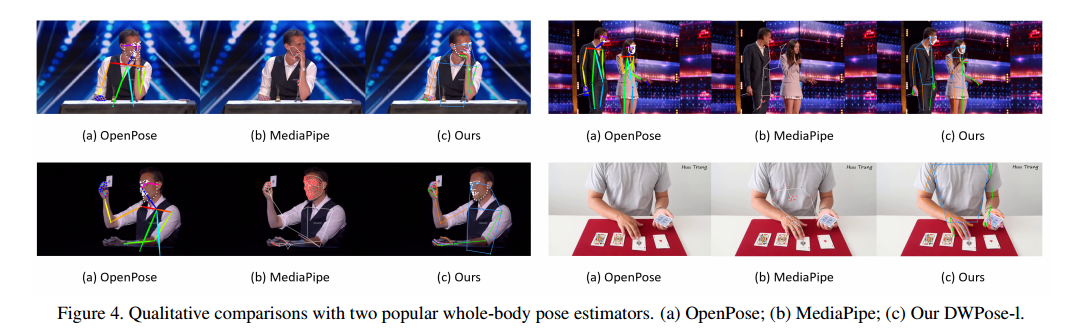 (a) OpenPose (b) MediaPipe (c) Ours (a) OpenPose (b) MediaPipe (c) Ours
Huu Trung Huu Trung Huu Trung
(a) OpenPose (b) MediaPipe (c) Ours (a) OpenPose (b) MediaPipe (c) Ours
Figure 4. Qualitative comparisons with two popular whole-body pose estimators. (a) OpenPose; (b) MediaPipe; (c) Our DWPose-l.